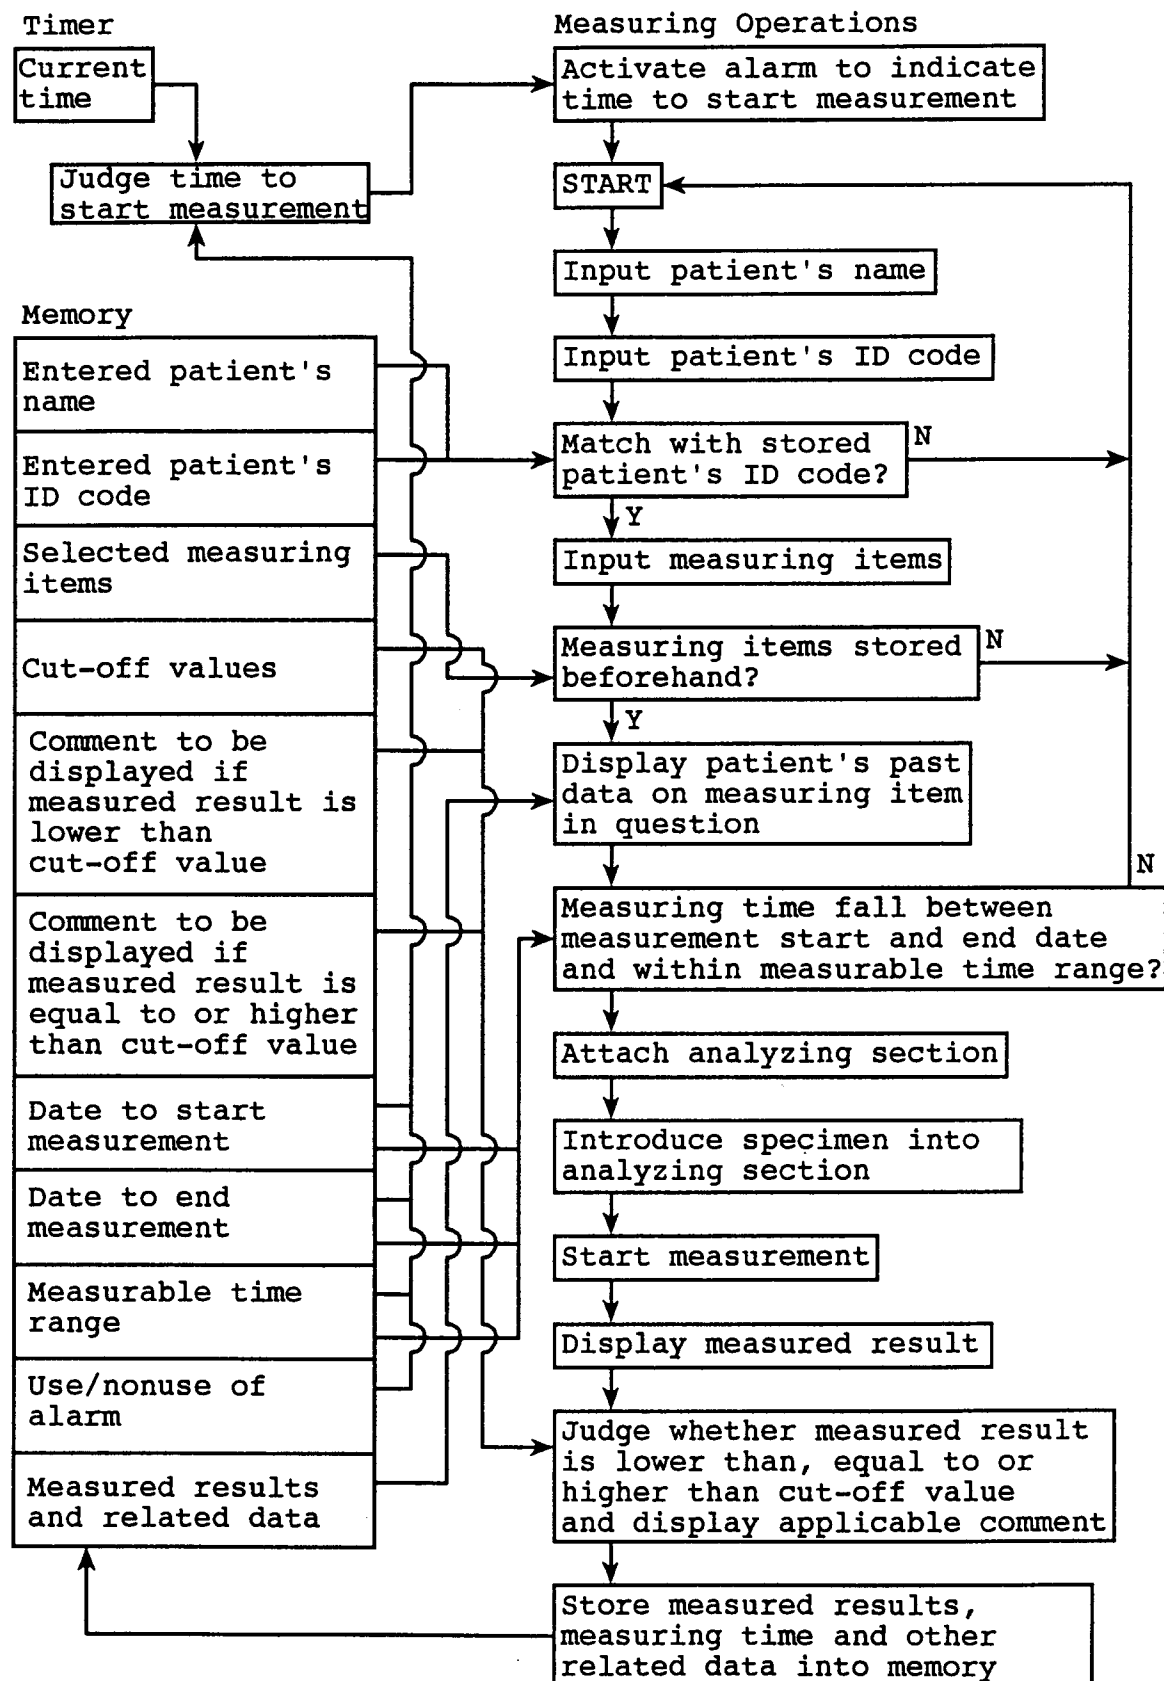 Timer
Current
time
Judge time to
start measurement
Memory
Entered patient's
name
Entered patient's
ID code
Selected measuring
items
Cut-off values
Comment to be
displayed if
measured result is
lower than
cut-off value
Comment to be
displayed if
measured result is
equal to or higher
than cut-off value
Date to start
measurement
Date to end
measurement
Measurable time
range
Use/nonuse of
alarm
Measured results
and related data
Measuring Operations
Activate alarm to indicate
time to start measurement
START
Input patient's name
Input patient's ID code
Match with stored
patient's ID code?
N
Y
Input measuring items
Measuring items stored
beforehand?
N
Y
Display patient's past
data on measuring item
in question
N
Measuring time fall between
measurement start and end date
and within measurable time range?
Attach analyzing section
Introduce specimen into
analyzing section
Start measurement
Display measured result
Judge whether measured result
is lower than, equal to or
higher than cut-off value
and display applicable comment
Store measured results,
measuring time and other
related data into memory